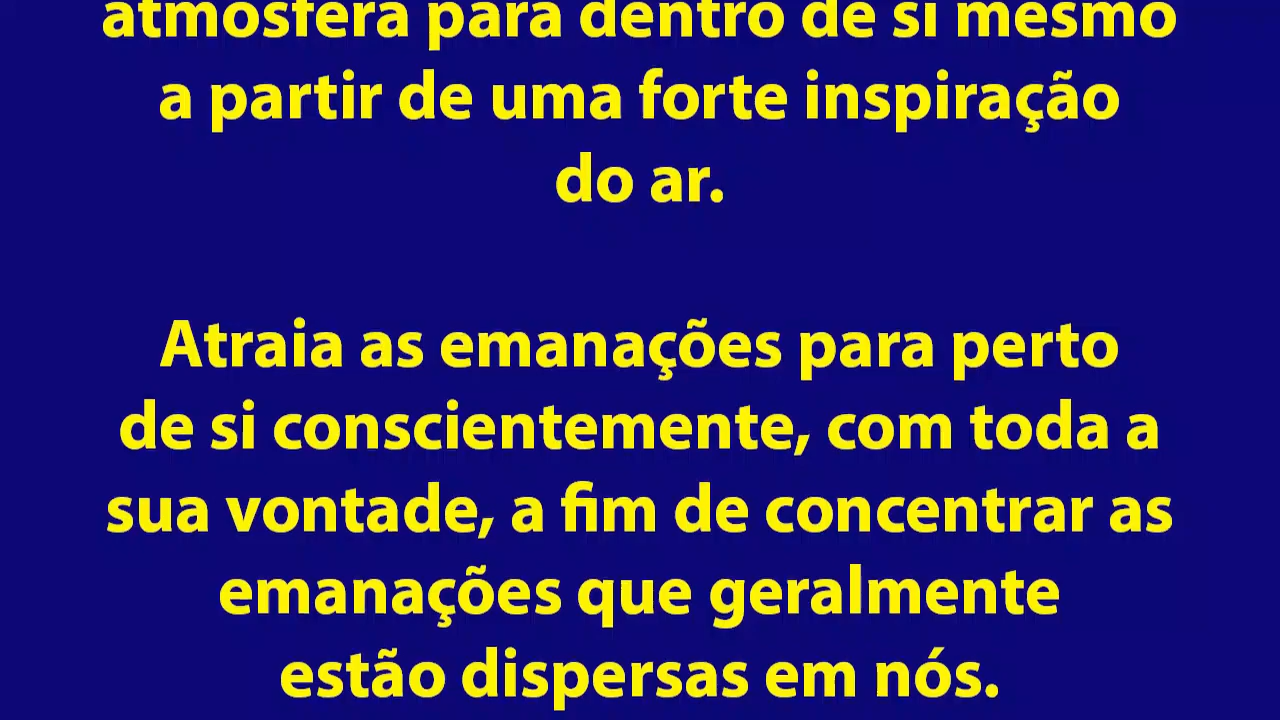 atmosfera para dentro de si mesmo
a partir de uma forte inspiração
do ar.
Atraia as emanações para perto
de si conscientemente, com toda a
sua vontade, a fim de concentrar as
emanações que geralmente
estão dispersas em nós.